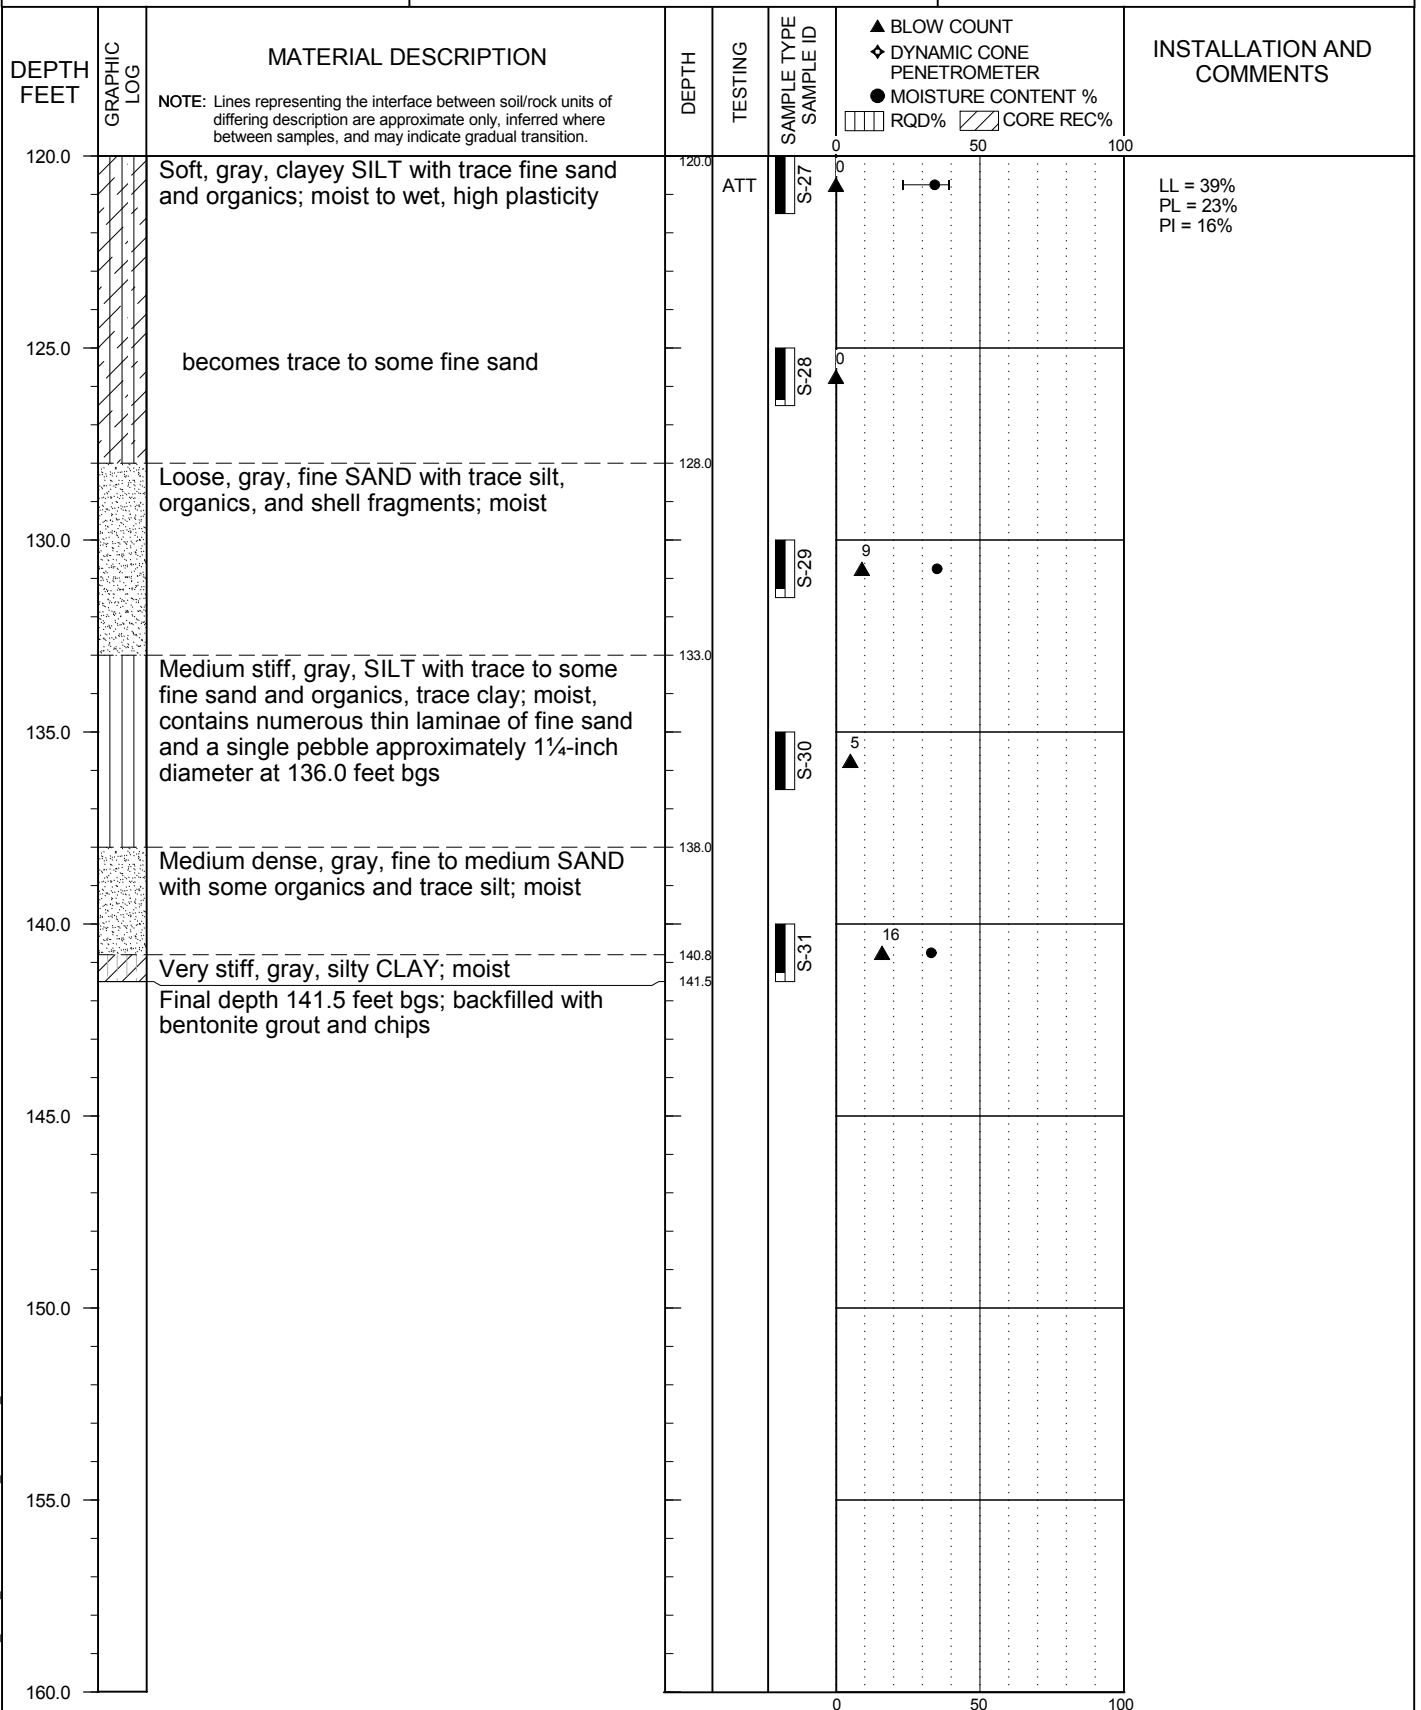 DEPTH
FEET
GRAPHIC
LOG
MATERIAL DESCRIPTION
NOTE: Lines representing the interface between soil/rock units of
differing description are approximate only, inferred where
between samples, and may indicate gradual transition.
DEPTH
TESTING
SAMPLE TYPE
SAMPLE ID
▲ BLOW COUNT
DYNAMIC CONE
PENETROMETER
● MOISTURE CONTENT %
RQD% CORE REC%
0 50 100
INSTALLATION AND
COMMENTS
120.0
Soft, gray, clayey SILT with trace fine sand
and organics; moist to wet, high plasticity
120.0
ATT
S-27
0
LL = 39%
PL = 23%
PI = 16%
125.0
becomes trace to some fine sand
S-28
0
128.0
Loose, gray, fine SAND with trace silt,
organics, and shell fragments; moist
130.0
S-29
9
133.0
Medium stiff, gray, SILT with trace to some
fine sand and organics, trace clay; moist,
contains numerous thin laminae of fine sand
and a single pebble approximately 1¼-inch
diameter at 136.0 feet bgs
135.0
S-30
5
138.0
Medium dense, gray, fine to medium SAND
with some organics and trace silt; moist
140.0
S-31
16
140.8
Very stiff, gray, silty CLAY; moist
141.5
Final depth 141.5 feet bgs; backfilled with
bentonite grout and chips
145.0
150.0
155.0
160.0
0 50 100